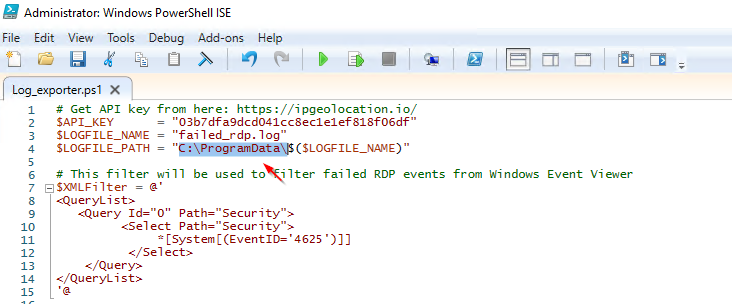 Administrator: Windows PowerShell ISE
File Edit View Tools Debug Add-ons Help
Log_exporter.ps1 X
1 # Get API key from here: https://ipgeolocation.io/
2 $API_KEY = "03b7dfa9dcd041cc8ec1e1ef818f06df"
3 $LOGFILE_NAME = "failed_rdp.log"
4 $LOGFILE_PATH = "C:\ProgramData\$($LOGFILE_NAME)"
5
6 # This filter will be used to filter failed RDP events from Windows Event Viewer
7 $XMLFilter = @'
8 <QueryList>
9 <Query Id="0" Path="Security">
10 <Select Path="Security">
11 *[System[(EventID='4625')]]
12 </Select>
13 </Query>
14 </QueryList>
15 '@